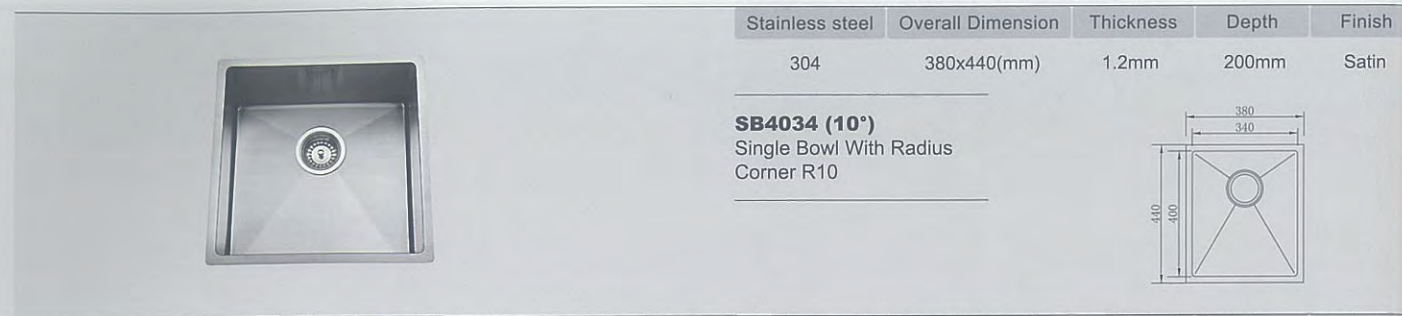 Stainless steel Overall Dimension Thickness Depth Finish
304 380x440(mm) 1.2mm 200mm Satin
SB4034 (10°)
Single Bowl With Radius
Corner R10
380
340
440
400